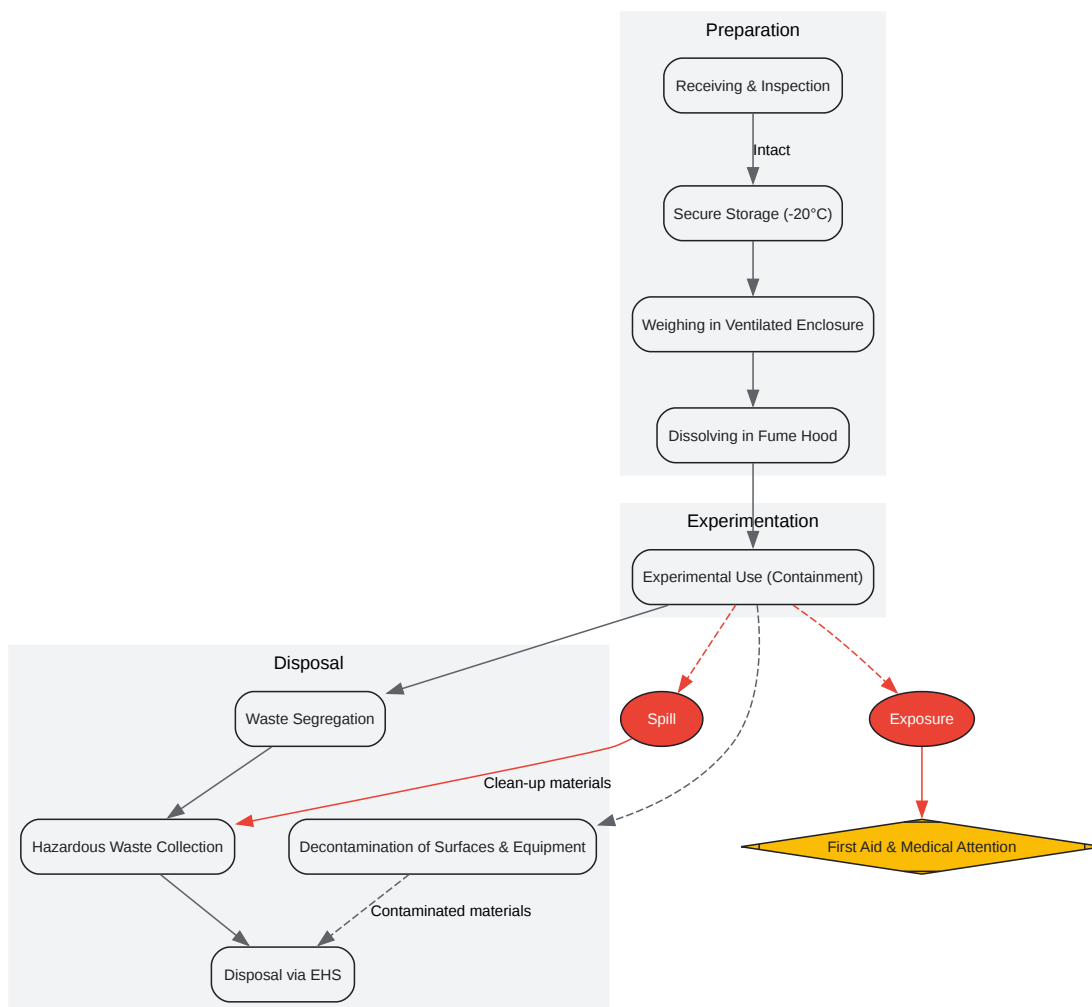 Preparation
Receiving & Inspection
Intact
Secure Storage (-20°C)
Weighing in Ventilated Enclosure
Dissolving in Fume Hood
Experimentation
Experimental Use (Containment)
Disposal
Waste Segregation
Spill
Exposure
Clean-up materials
Hazardous Waste Collection
Decontamination of Surfaces & Equipment
First Aid & Medical Attention
Contaminated materials
Disposal via EHS